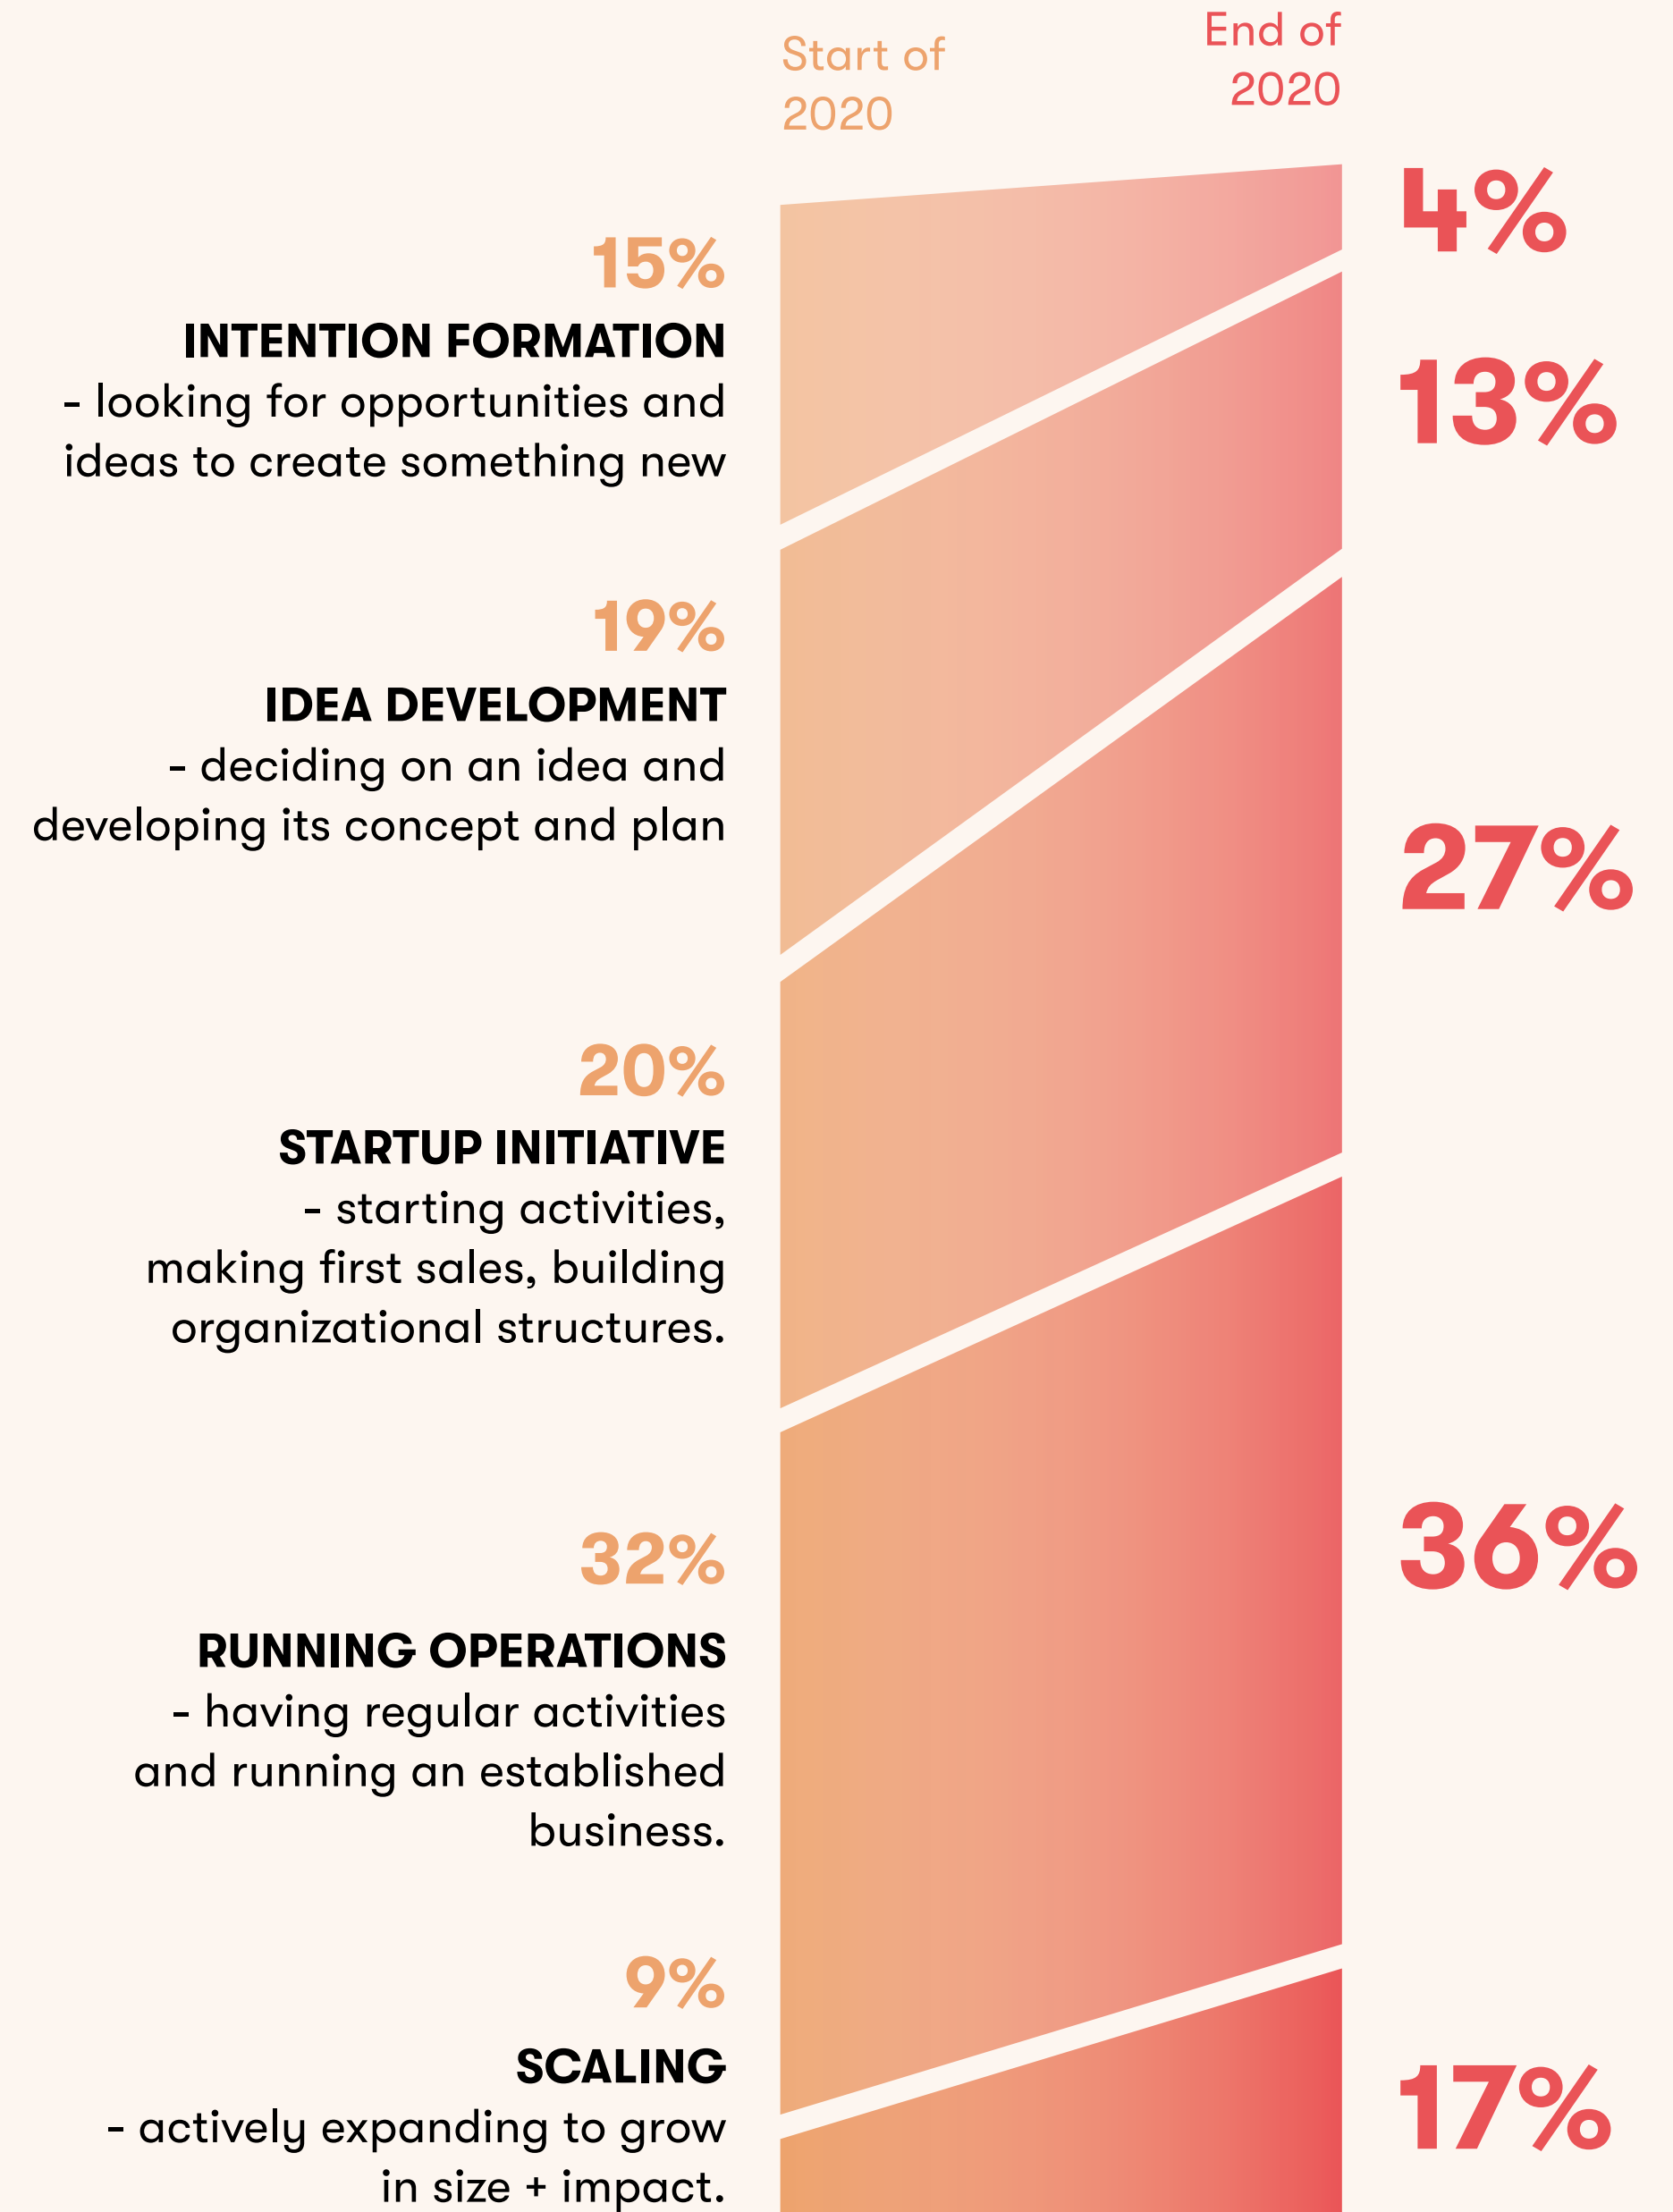 Start of
2020
End of
2020
15%
INTENTION FORMATION
- looking for opportunities and
ideas to create something new
4%
13%
19%
IDEA DEVELOPMENT
- deciding on an idea and
developing its concept and plan
27%
20%
STARTUP INITIATIVE
- starting activities,
making first sales, building
organizational structures.
36%
32%
RUNNING OPERATIONS
- having regular activities
and running an established
business.
9%
SCALING
- actively expanding to grow
in size + impact.
17%